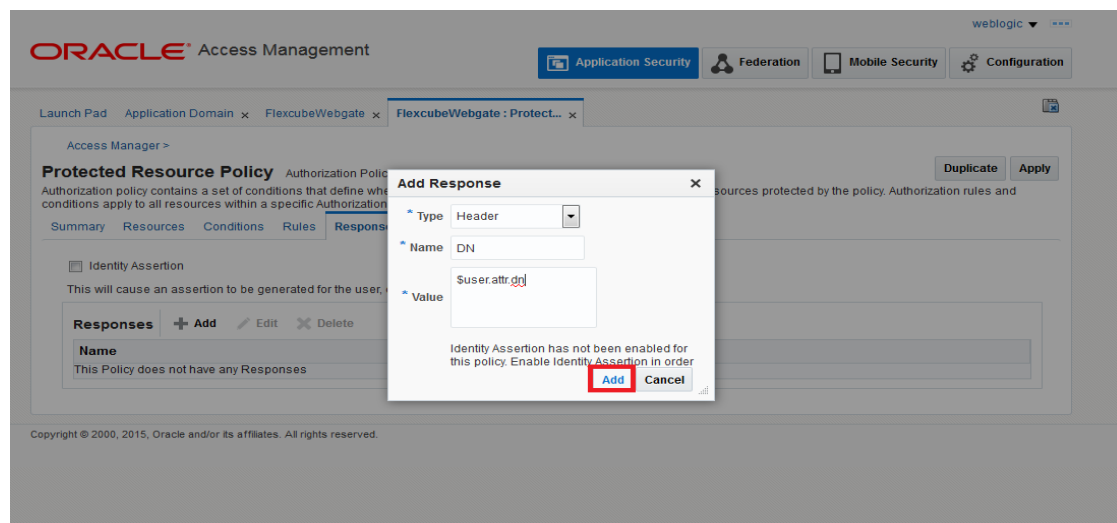 weblogic
ORACLE® Access Management
Application Security
Federation
Mobile Security
Configuration
Launch Pad
Application Domain x
FlexcubeWebgate x
FlexcubeWebgate : Protect... x
Access Manager >
Protected Resource Policy Authorization Polic
Duplicate
Apply
Authorization policy contains a set of conditions that define whe
sources protected by the policy. Authorization rules and
conditions apply to all resources within a specific Authorization
Summary
Resources
Conditions
Rules
Respons
Identity Assertion
This will cause an assertion to be generated for the user,
Responses
Add
Edit
Delete
Name
This Policy does not have any Responses
Add Response
* Type Header
* Name DN
* Value $user.attr.dn
Identity Assertion has not been enabled for
this policy. Enable Identity Assertion in order
Add
Cancel
Copyright © 2000, 2015, Oracle and/or its affiliates. All rights reserved.